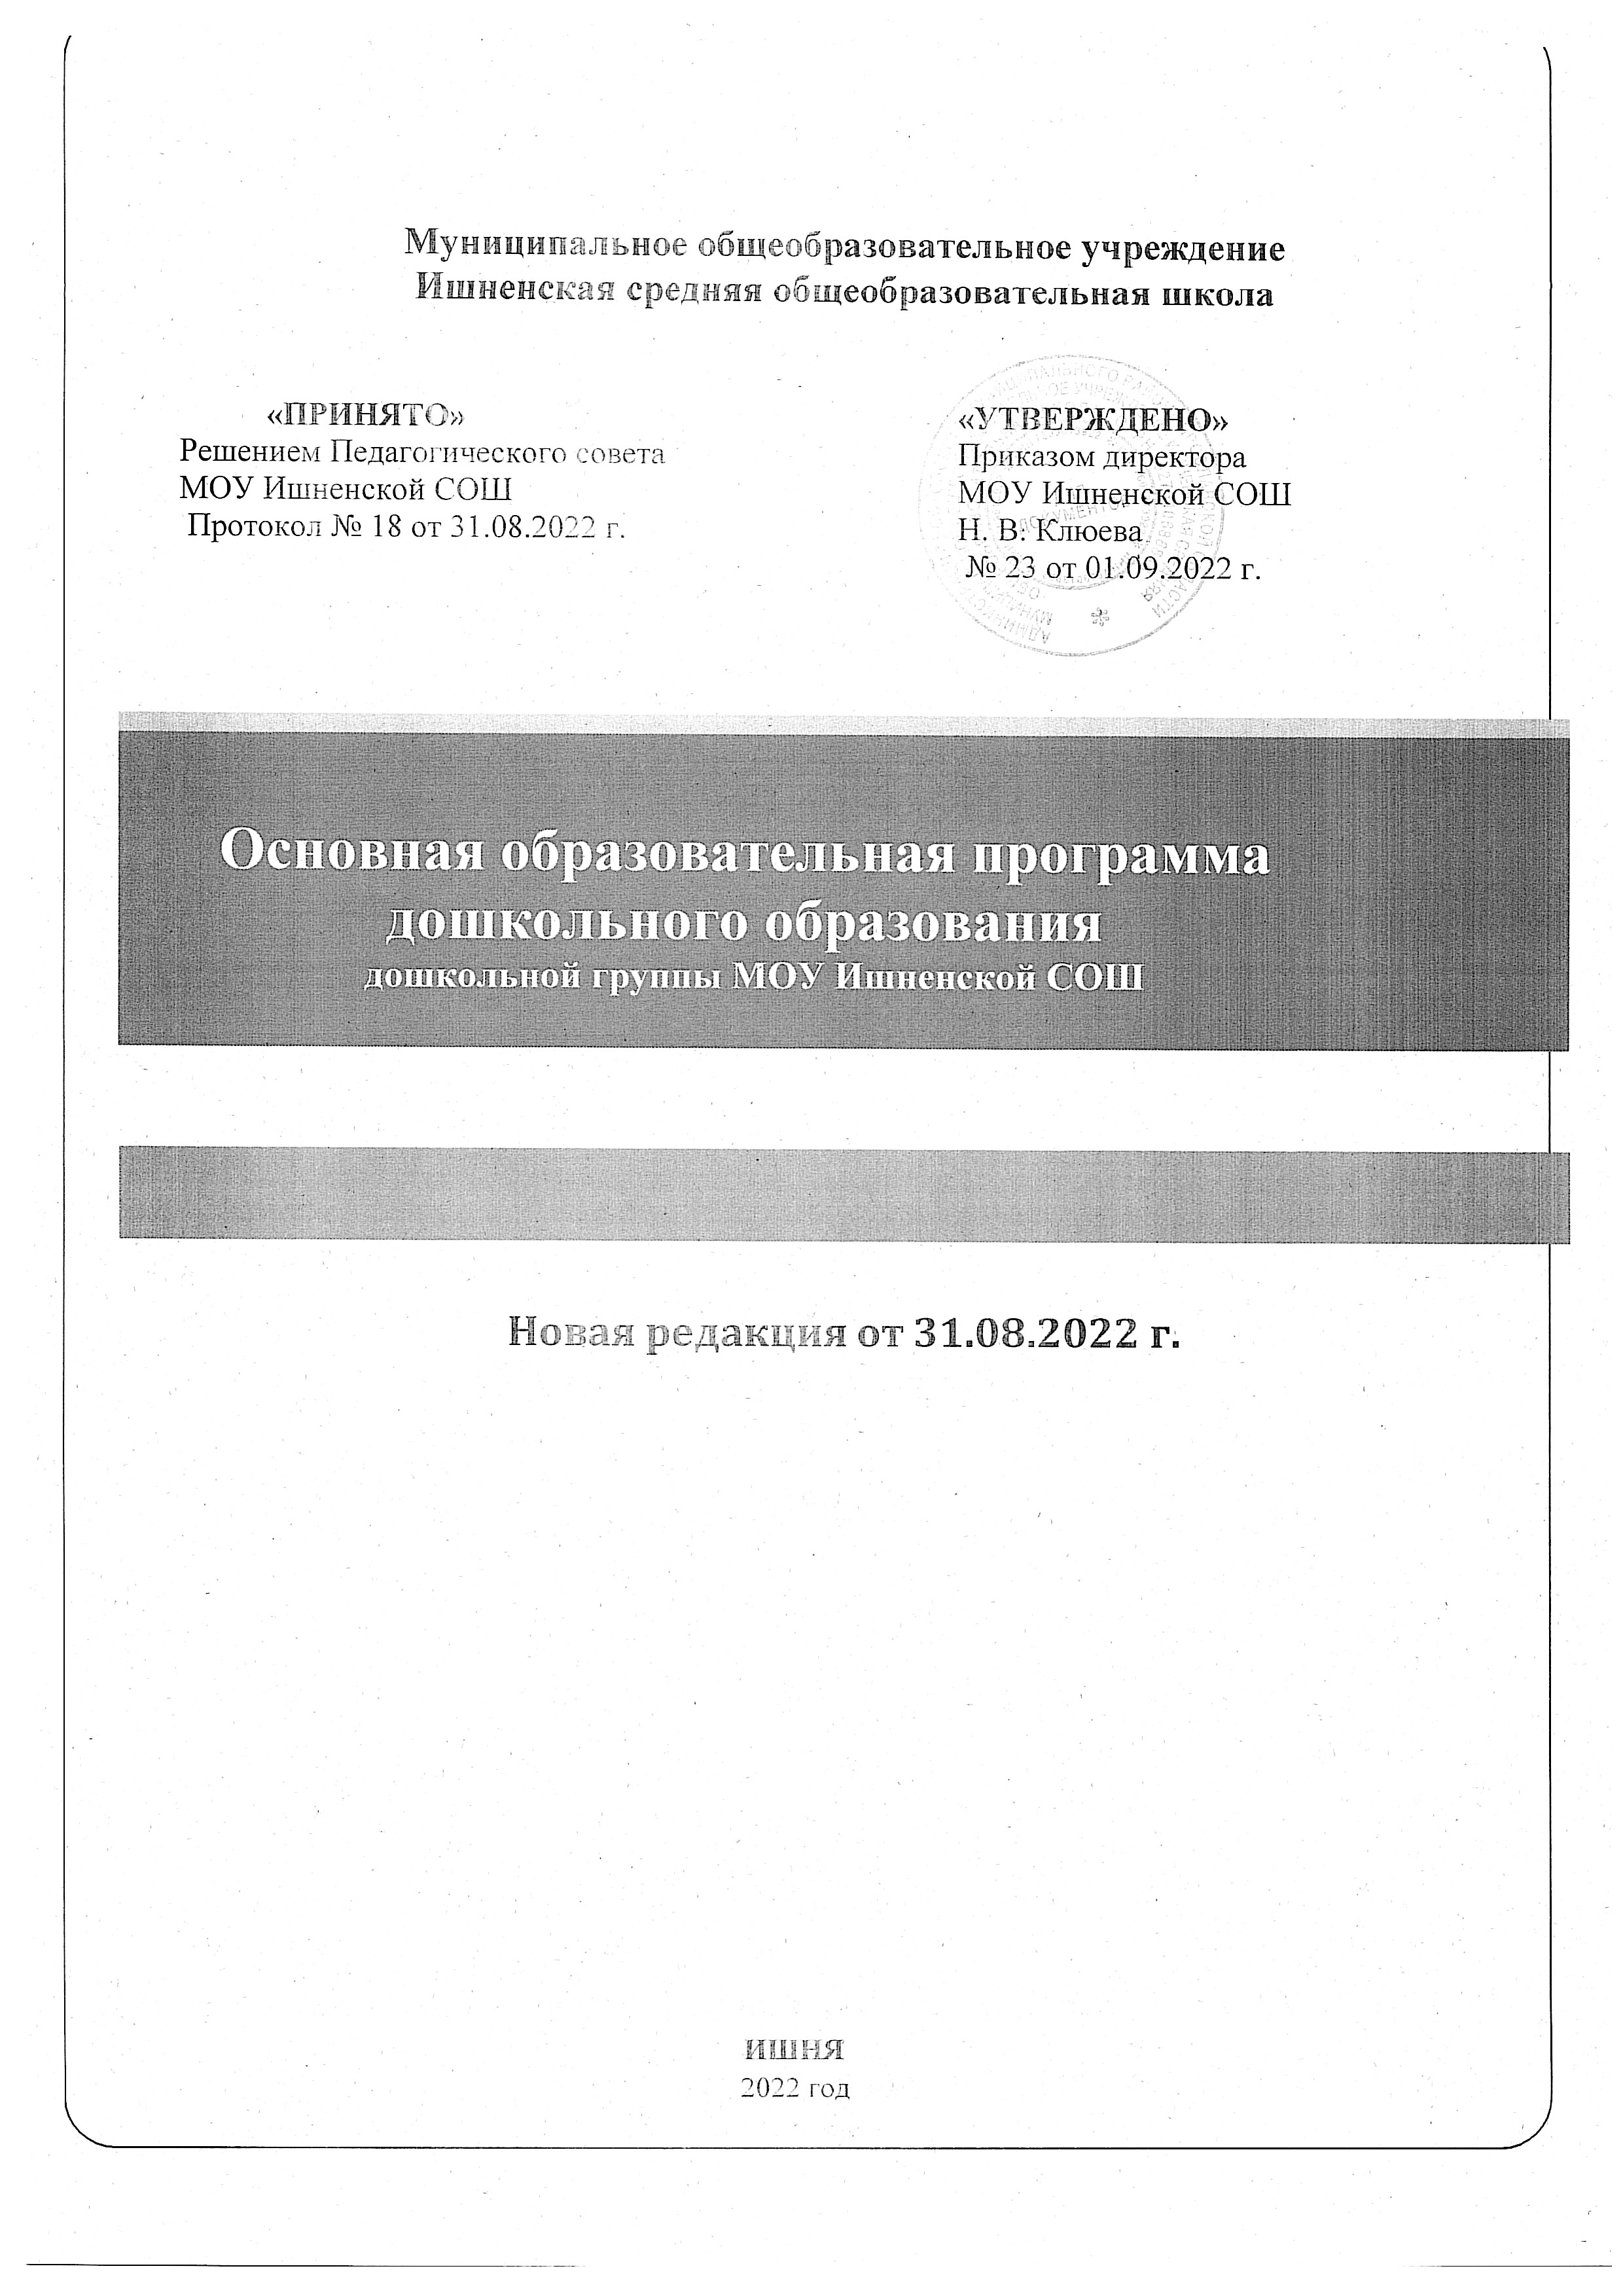 Муниципальное общеобразовательное учреждение
Ишненская средняя общеобразовательная школа
«ПРИНЯТО»
Решением Педагогического совета
МОУ Ишненской СОШ
Протокол № 18 от 31.08.2022 г.
«УТВЕРЖДЕНО»
Приказом директора
МОУ Ишненской СОШ
Н. В. Клюева
№ 23 от 01.09.2022 г.
Основная образовательная программа
дошкольного образования
дошкольной группы МОУ Ишненской СОШ
Новая редакция от 31.08.2022 г.
ИШНЯ
2022 год